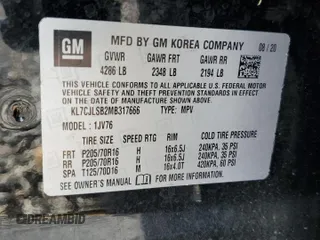 GM
MFD BY GM KOREA COMPANY 08/20
GVWR GAWR FRT GAWR RR
4286 LB 2348 LB 2194 LB
THIS VEHICLE CONFORMS TO ALL APPLICABLE U.S. FEDERAL MOTOR
VEHICLE SAFETY, BUMPER, AND THEFT PREVENTION STANDARDS IN
EFFECT ON THE DATE OF MANUFACTURE SHOWN ABOVE.
KL7CJLSB2MB317666 TYPE: MPV
MODEL: 1JV76
TIRE SIZE SPEED RTG RIM COLD TIRE PRESSURE
FRT P205/70R16 H 16x6.5J 240KPA, 35 PSI
RR P205/70R16 H 16x6.5J 240KPA, 35 PSI
SPA T125/70D16 M 16x4.0T 420KPA, 60 PSI
SEE OWNER'S MANUAL FOR ADDITIONAL INFORMATION.
IDREAMBID